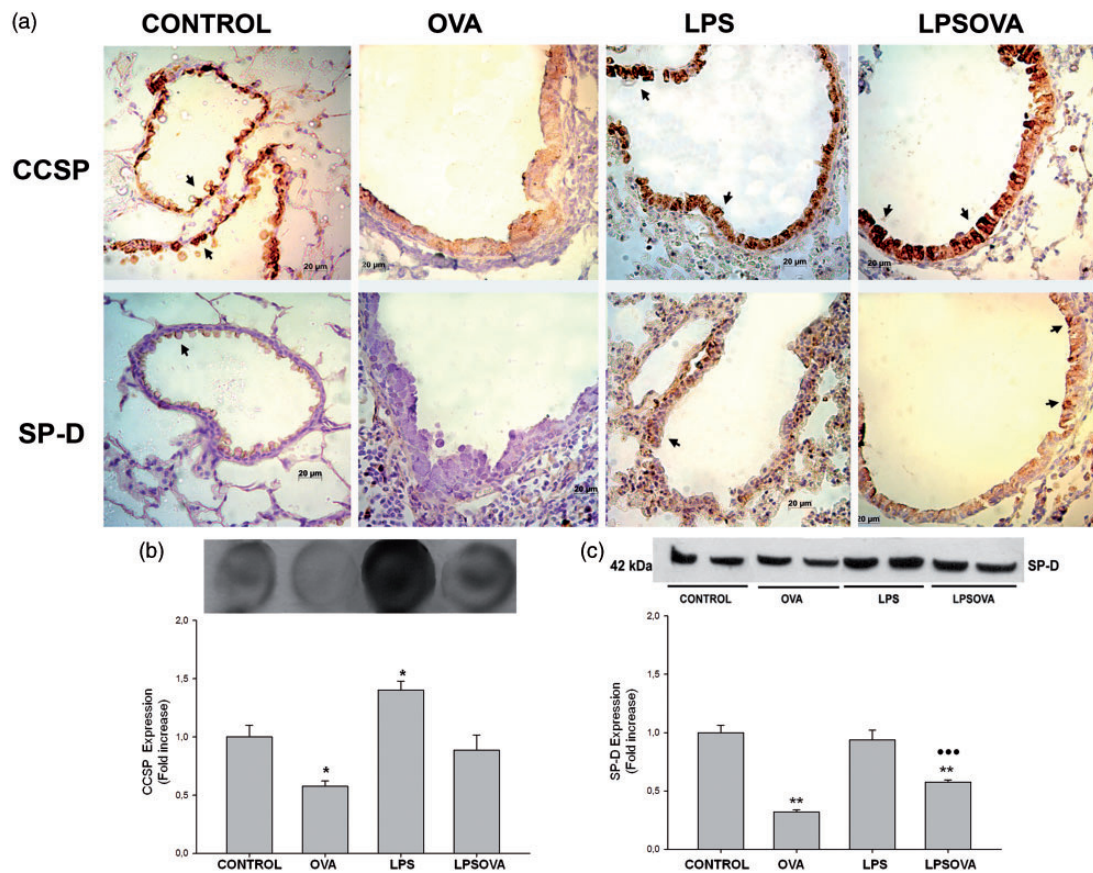 (a)
CONTROL OVA LPS LPSOVA
CCSP
20 µm 20 µm 20 µm 20 µm
SP-D
20 µm 20 µm 20 µm 20 µm
(b)
CCSP Expression
(Fold increase)
2,0
1,5
1,0
0,5
0,0
* *
CONTROL OVA LPS LPSOVA
(c)
42 kDa SP-D
CONTROL OVA LPS LPSOVA
SP-D Expression
(Fold increase)
2,0
1,5
1,0
0,5
0,0
•••
** **
CONTROL OVA LPS LPSOVA